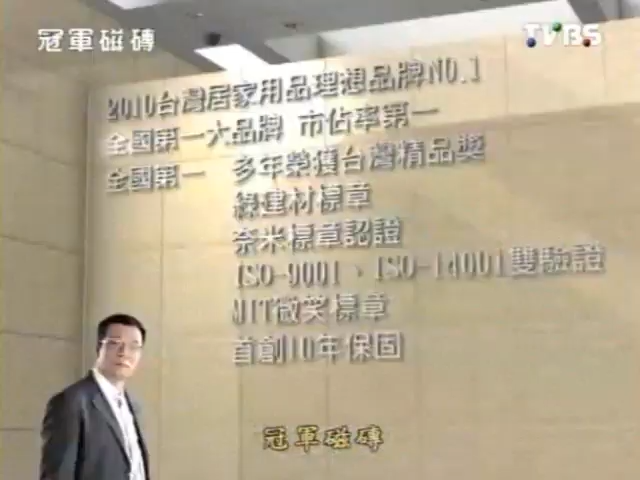 冠軍磁磚
TVBS
2010台灣居家用品理想品牌NO.1
全國第一大品牌 市佔率第一
全國第一 多年榮獲台灣精品獎
綠建材標章
奈米標章認證
ISO-9001、ISO-14001雙驗證
MIT微笑標章
首創10年保固
冠軍磁磚